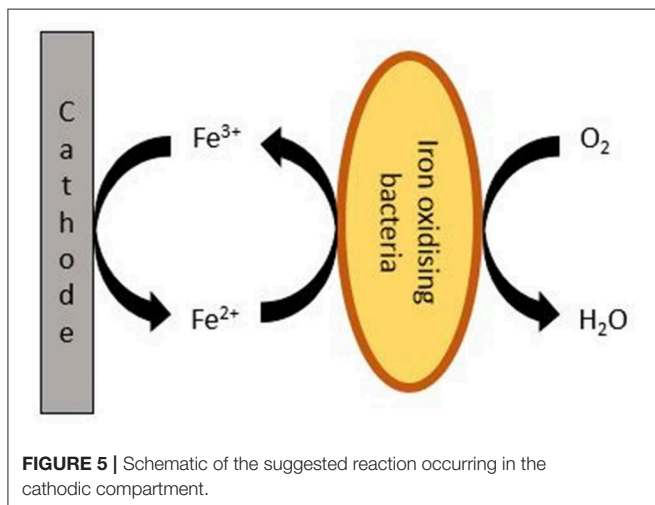 Cathode
Fe³⁺
Fe²⁺
Iron oxidising
bacteria
O₂
H₂O
FIGURE 5 | Schematic of the suggested reaction occurring in the
cathodic compartment.